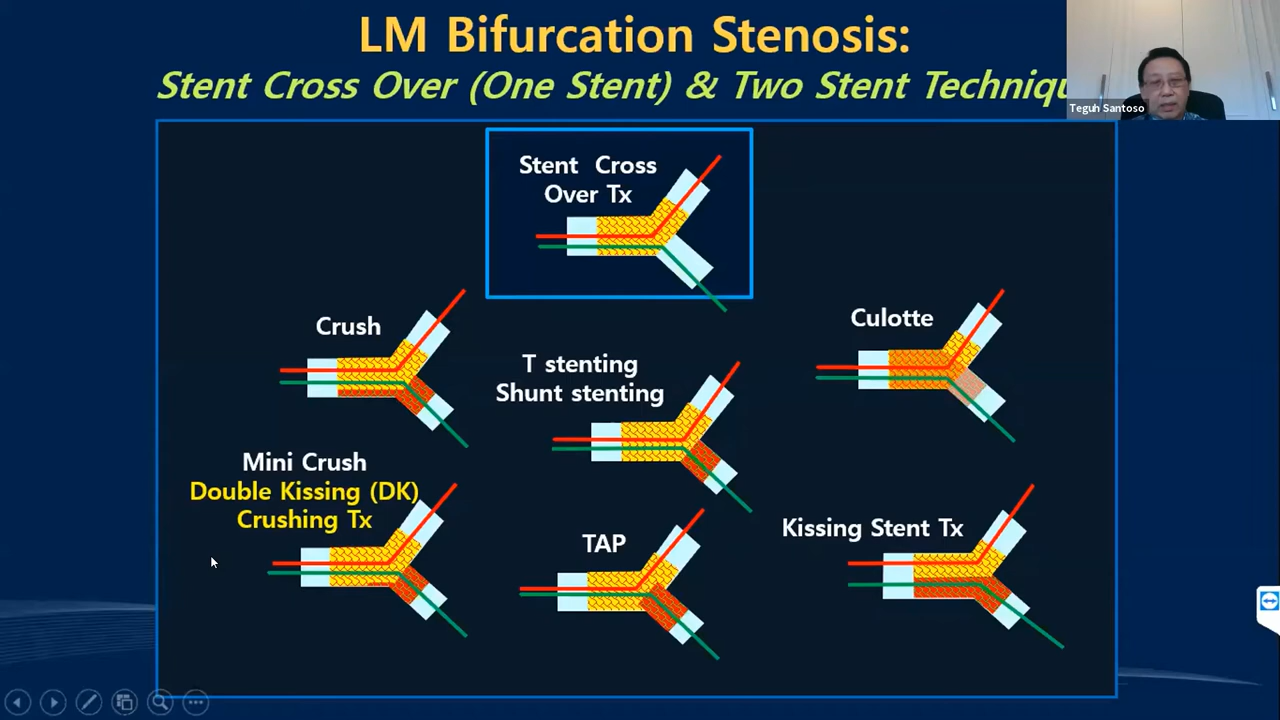 LM Bifurcation Stenosis:
Stent Cross Over (One Stent) & Two Stent Techniqu
Teguh Santoso
Stent Cross
Over Tx
Crush
T stenting
Shunt stenting
Culotte
Mini Crush
Double Kissing (DK)
Crushing Tx
TAP
Kissing Stent Tx